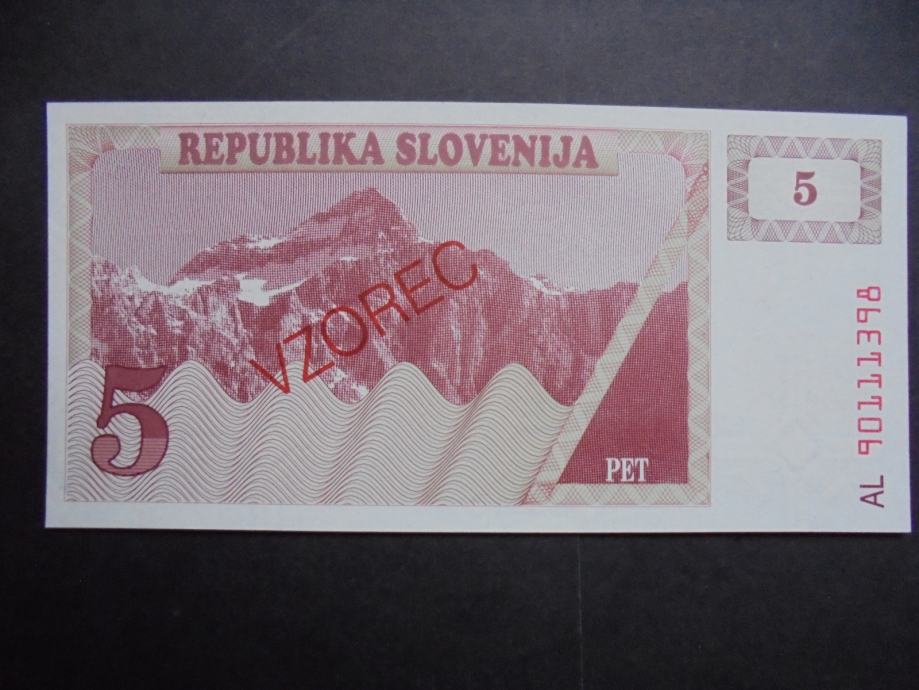 REPUBLIKA SLOVENIJA
5
VZOREC
5
PET
AL 90111398